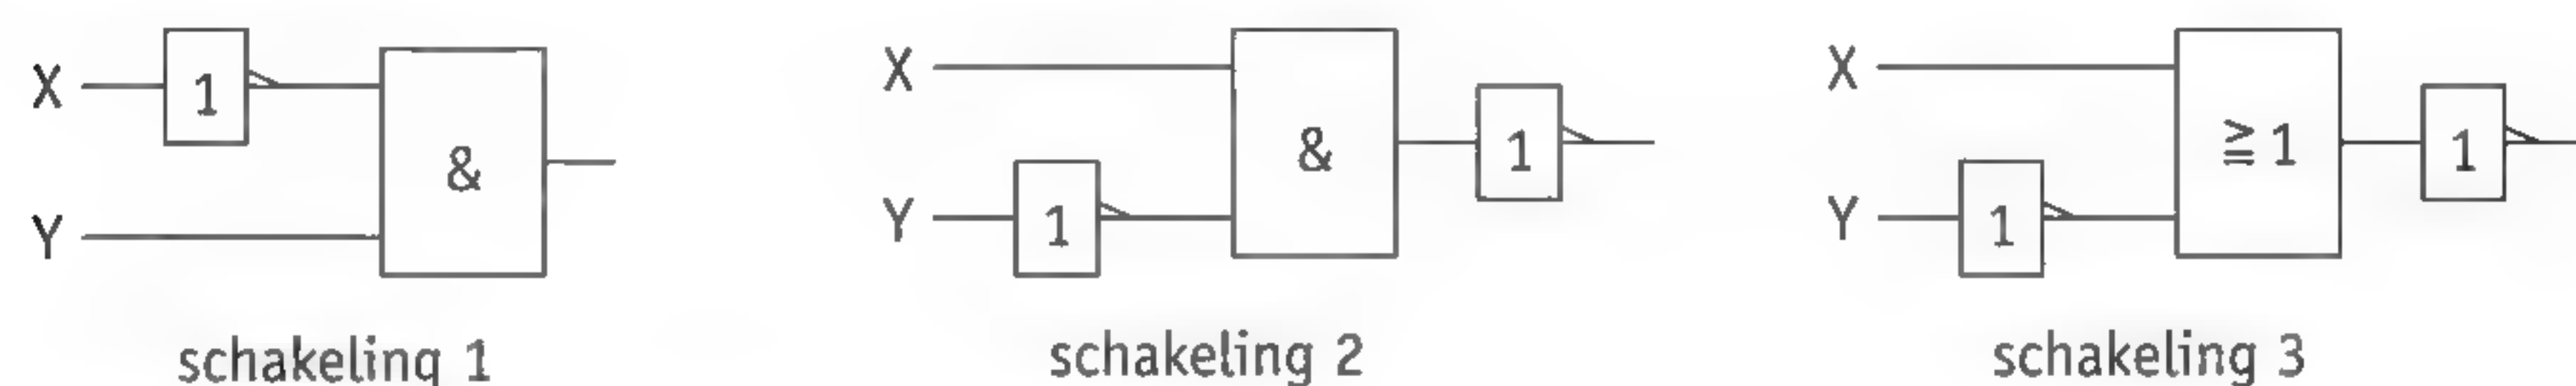 X 1 & Y
schakeling 1
X & 1 Y 1
schakeling 2
X ≧ 1 1 Y 1
schakeling 3